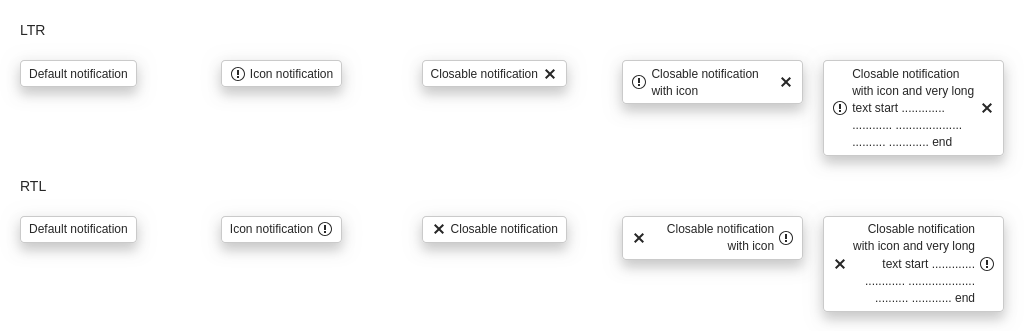 LTR
Default notification
Icon notification
Closable notification
Closable notification
with icon
Closable notification
with icon and very long
text start .............
............ ....................
.......... ............ end
RTL
Default notification
Icon notification
Closable notification
Closable notification
with icon
Closable notification
with icon and very long
text start .............
............ ...................
.......... ............ end